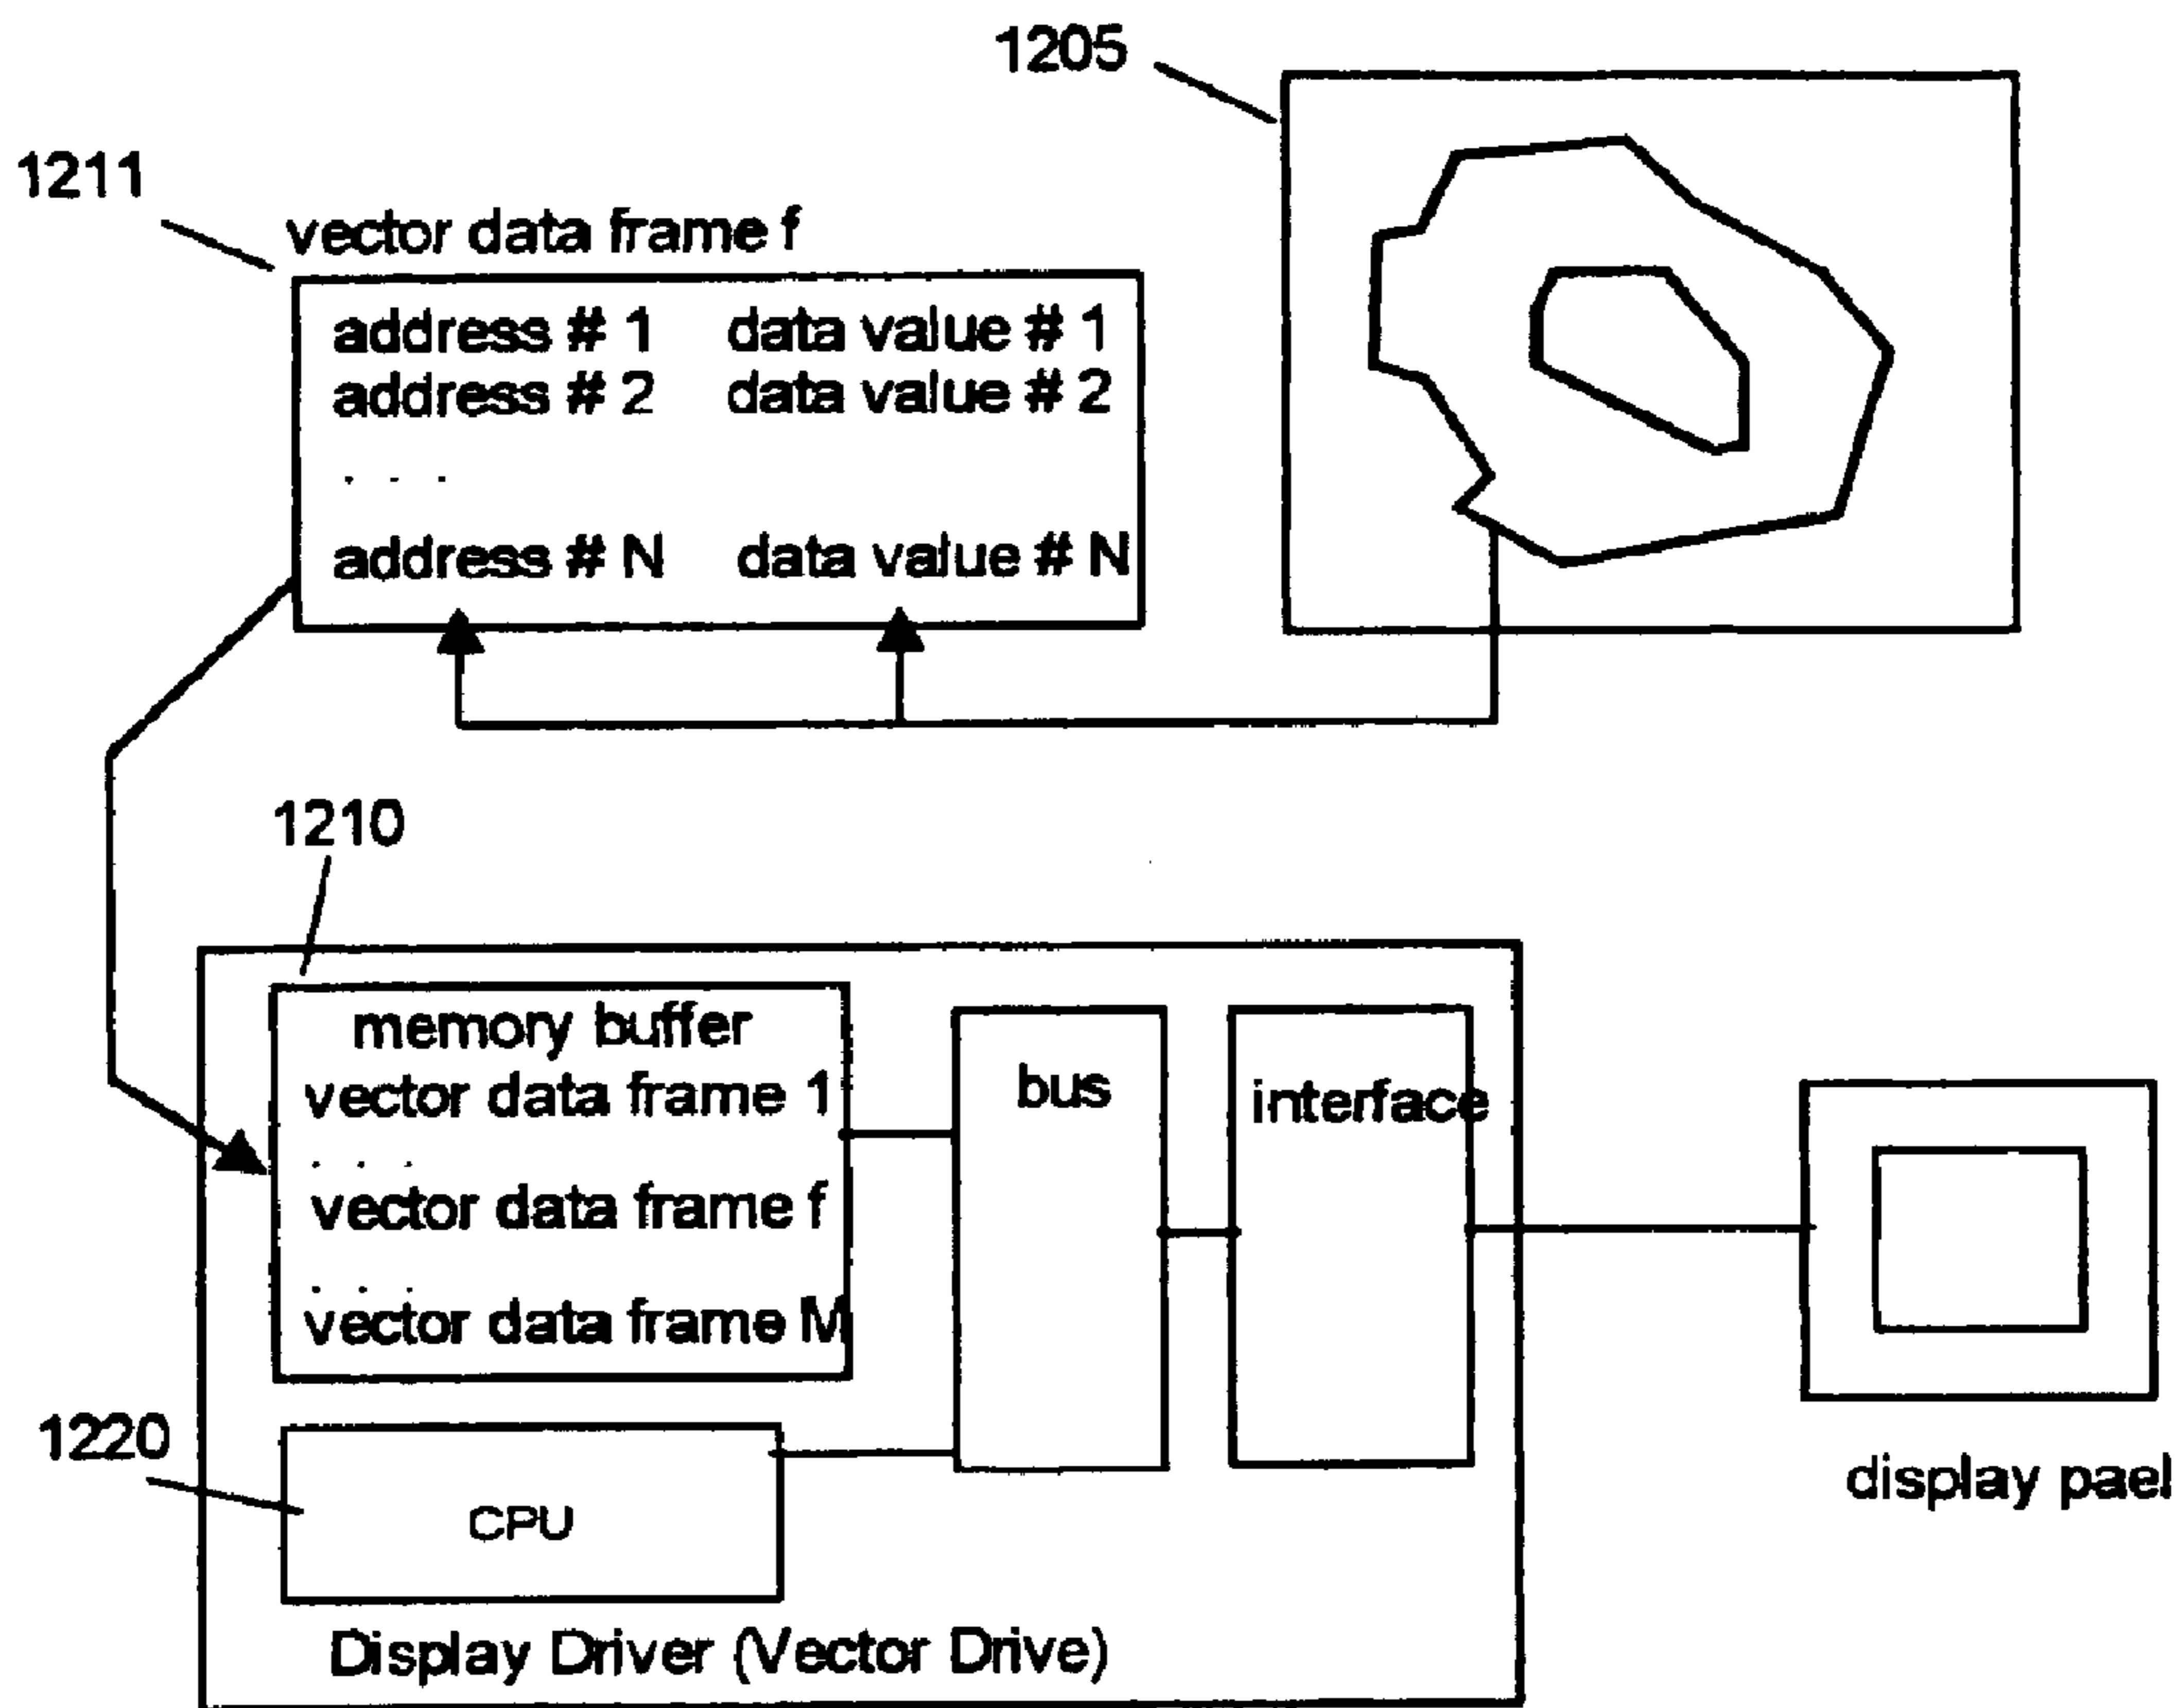 1205
1211
vector data frame f
address # 1 data value # 1
address # 2 data value # 2
. . .
address # N data value # N
1210
memory buffer
vector data frame 1
. . .
vector data frame f
. . .
vector data frame M
bus
interface
1220
CPU
display pael
Display Driver (Vector Drive)